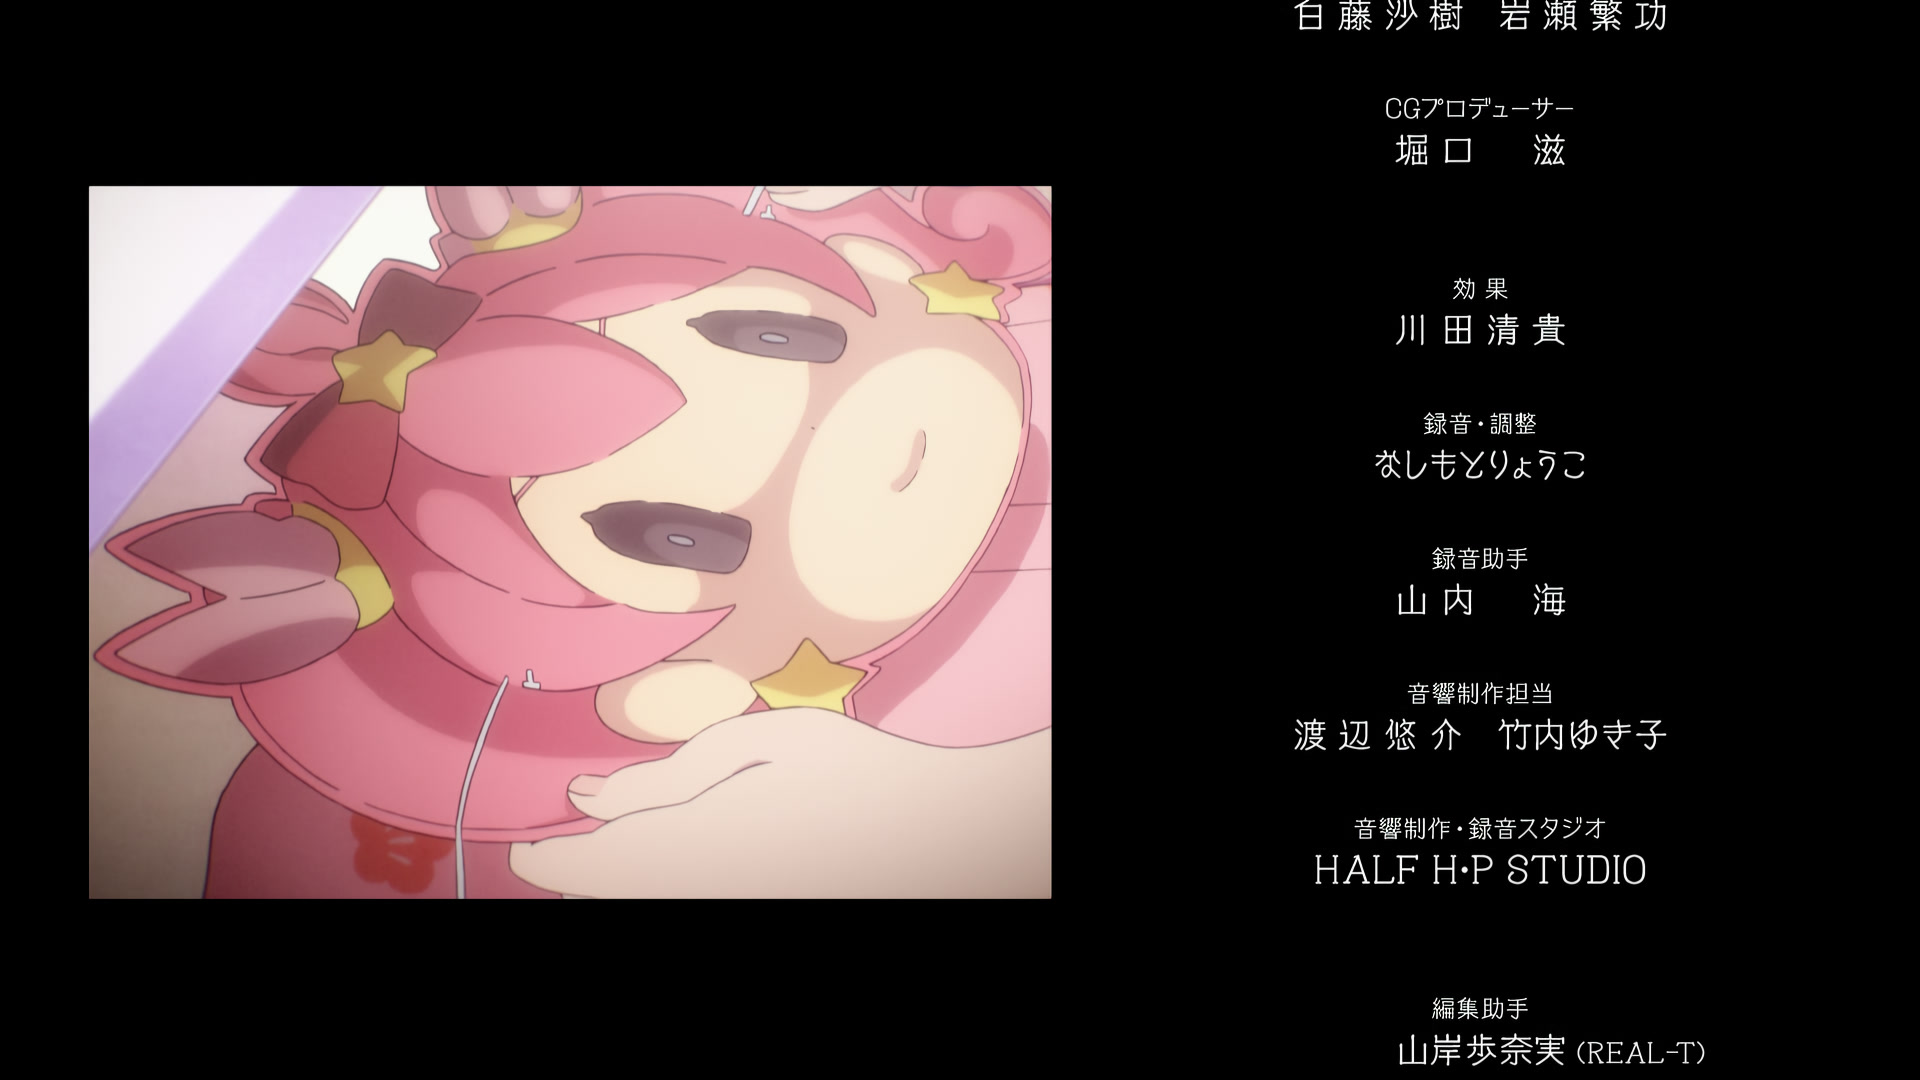 白藤沙樹 岩瀬繁功
CGプロデューサー
堀口 滋
効果
川田清貴
録音・調整
なしもとりょうこ
録音助手
山内 海
音響制作担当
渡辺悠介 竹内ゆき子
音響制作・録音スタジオ
HALF H・P STUDIO
編集助手
山岸歩奈実 (REAL-T)